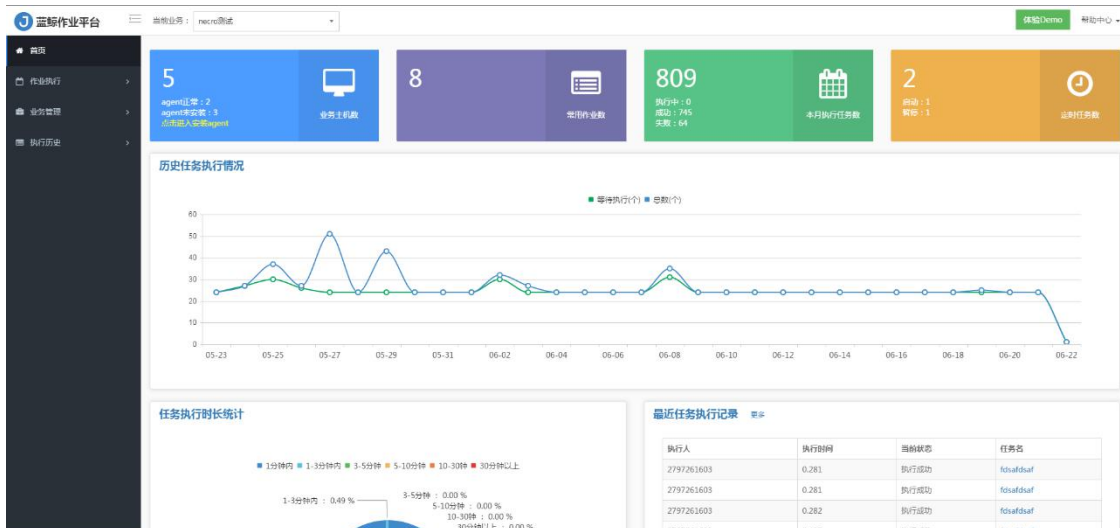 蓝鲸作业平台
当前业务： necro测试
体验Demo
帮助中心
首页
作业执行
业务管理
执行历史
5
agent正常：2
agent未安装：3
点击进入安装agent
业务主机数
8
常用作业数
809
执行中：0
成功：745
失败：64
本月执行任务数
2
启动：1
暂停：1
定时任务数
历史任务执行情况
等待执行(个) 总数(个)
60
50
40
30
20
10
0
05-23 05-25 05-27 05-29 05-31 06-02 06-04 06-06 06-08 06-10 06-12 06-14 06-16 06-18 06-20 06-22
任务执行时长统计
1分钟内 1-3分钟内 3-5分钟 5-10分钟 10-30钟 30分钟以上
1-3分钟内 ： 0.49 %
3-5分钟 ： 0.00 %
5-10分钟 ： 0.00 %
10-30钟 ： 0.00 %
30分钟以上 ： 0.00 %
最近任务执行记录 更多
执行人 执行时间 当前状态 任务名
2797261603 0.281 执行成功 fdsafdsaf
2797261603 0.281 执行成功 fdsafdsaf
2797261603 0.282 执行成功 fdsafdsaf